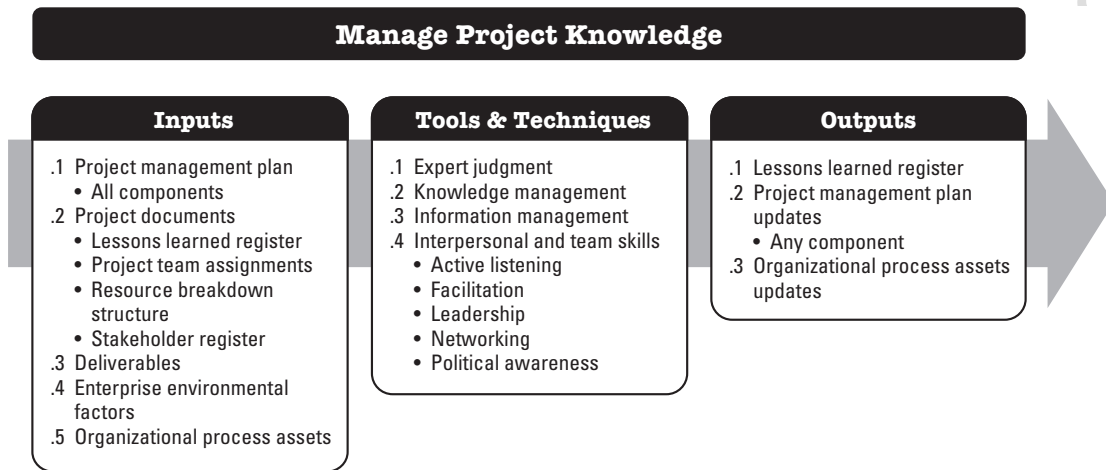 Manage Project Knowledge
Inputs
.1 Project management plan
• All components
.2 Project documents
• Lessons learned register
• Project team assignments
• Resource breakdown
structure
• Stakeholder register
.3 Deliverables
.4 Enterprise environmental
factors
.5 Organizational process assets
Tools & Techniques
.1 Expert judgment
.2 Knowledge management
.3 Information management
.4 Interpersonal and team skills
• Active listening
• Facilitation
• Leadership
• Networking
• Political awareness
Outputs
.1 Lessons learned register
.2 Project management plan
updates
• Any component
.3 Organizational process assets
updates